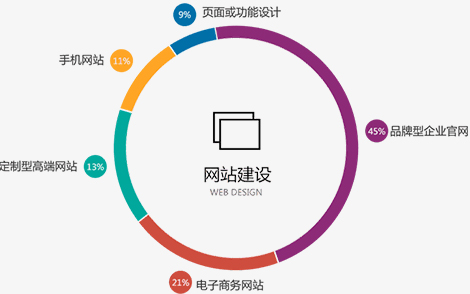 9% 页面或功能设计
手机网站 11%
45% 品牌型企业官网
定制型高端网站 13%
网站建设
WEB DESIGN
21% 电子商务网站